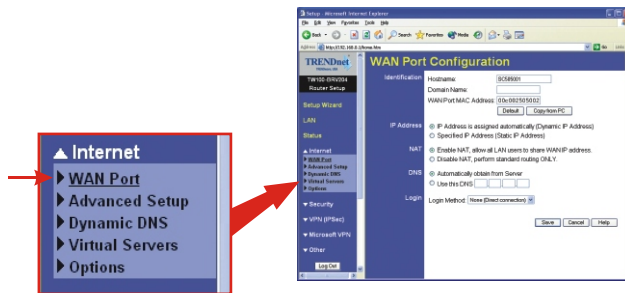 Internet
WAN Port
Advanced Setup
Dynamic DNS
Virtual Servers
Options
Setup - Microsoft Internet Explorer
File Edit View Favorites Tools Help
Back
Search
Favorites
Media
Address
Go
TRENDnet
TW100-BRV204
Router Setup
Setup Wizard
LAN
Status
Internet
WAN Port
Advanced Setup
Dynamic DNS
Virtual Servers
Options
Security
VPN (IPSec)
Microsoft VPN
Other
Log Out
WAN Port Configuration
Identification
Hostname:
Domain Name:
WAN Port MAC Address: 00c002505002
Default
Copy from PC
IP Address
IP Address is assigned automatically (Dynamic IP Address)
Specified IP Address (Static IP Address)
NAT
Enable NAT, allow all LAN users to share WAN IP address.
Disable NAT, perform standard routing ONLY.
DNS
Automatically obtain from Server
Use this DNS
Login
Login Method: None (Direct connection)
Save
Cancel
Help